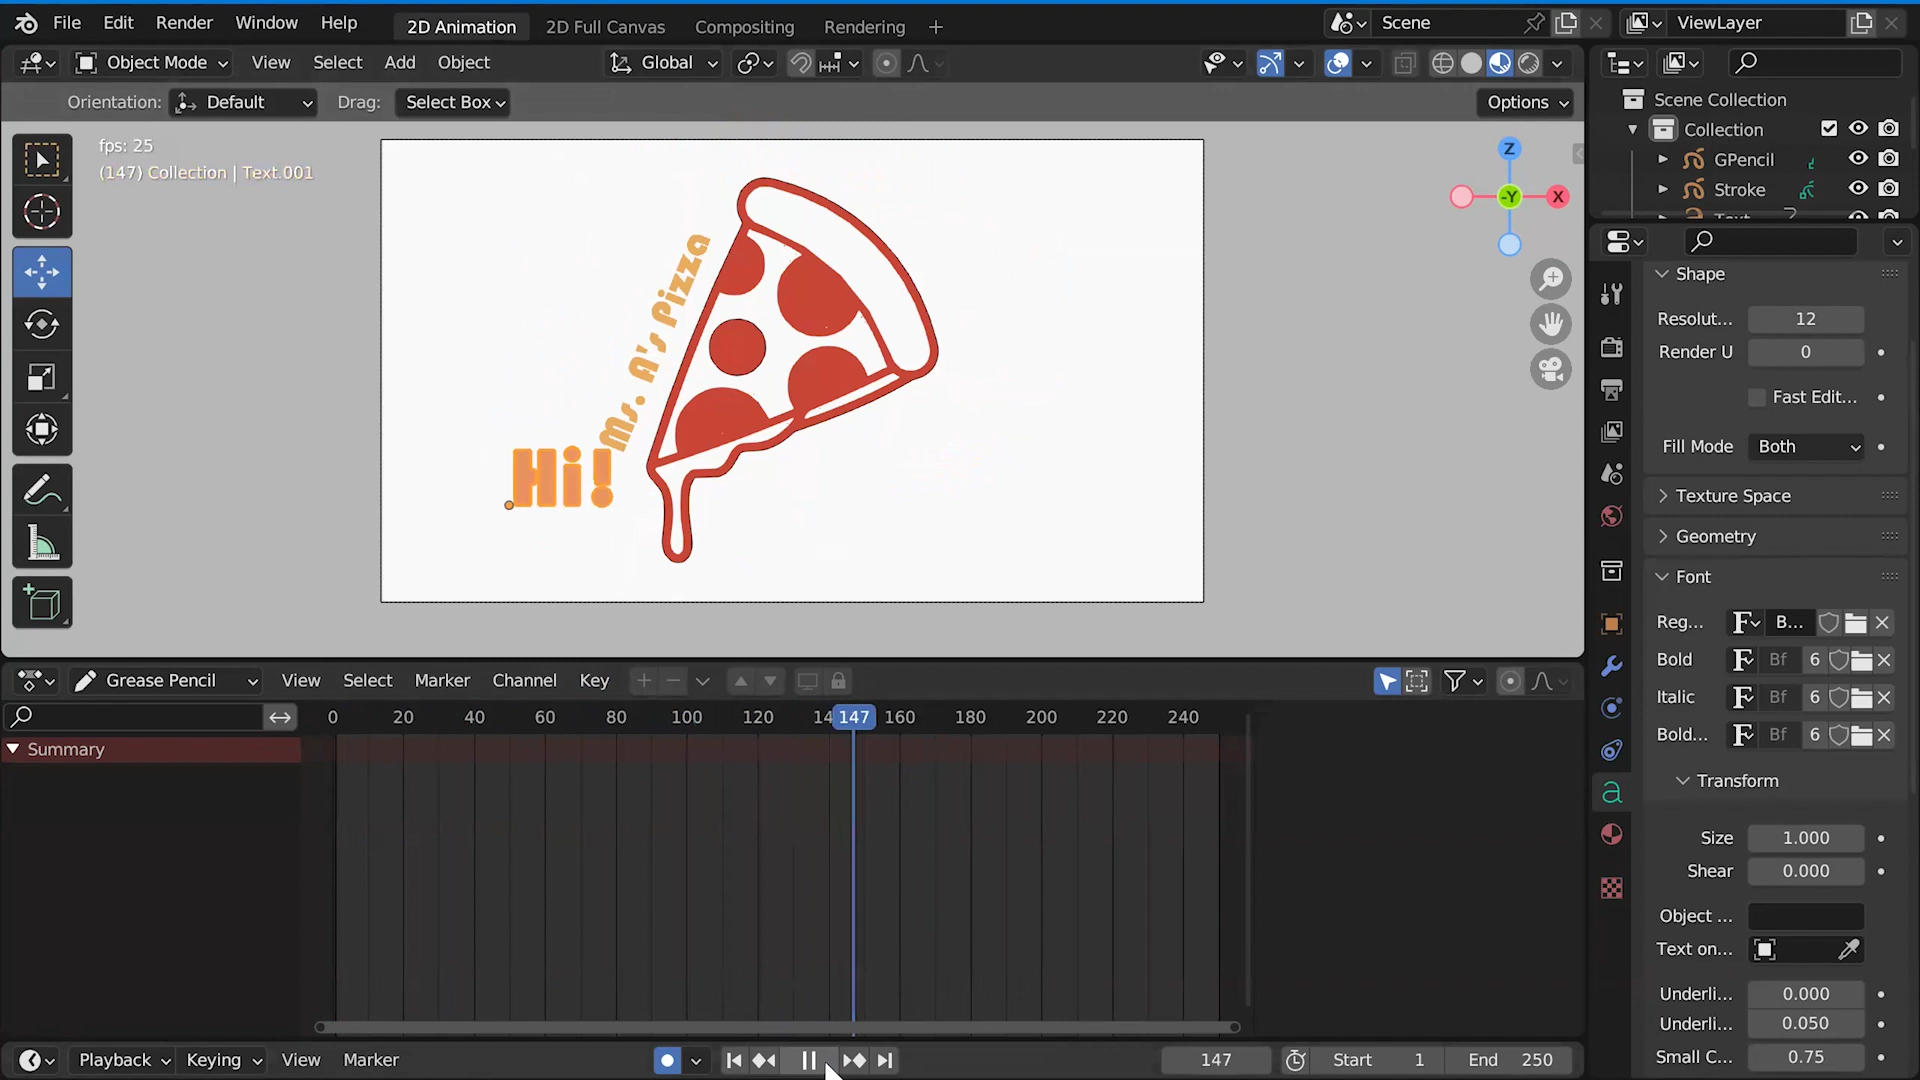 File Edit Render Window Help 2D Animation 2D Full Canvas Compositing Rendering + Scene ViewLayer
Object Mode View Select Add Object Global
Orientation: Default Drag: Select Box Options
Scene Collection
Collection
GPencil
Stroke
fps: 25
(147) Collection | Text.001
Z
-Y
X
Ms. A's Pizza
Hi!
Shape
Resolut... 12
Render U 0
Fast Edit...
Fill Mode Both
Texture Space
Geometry
Font
Reg... F B...
Bold F Bf 6
Italic F Bf 6
Bold... F Bf 6
Transform
Size 1.000
Shear 0.000
Object ...
Text on...
Underli... 0.000
Underli... 0.050
Small C... 0.75
Grease Pencil View Select Marker Channel Key
0 20 40 60 80 100 120 14 147 160 180 200 220 240
Summary
Playback Keying View Marker 147 Start 1 End 250